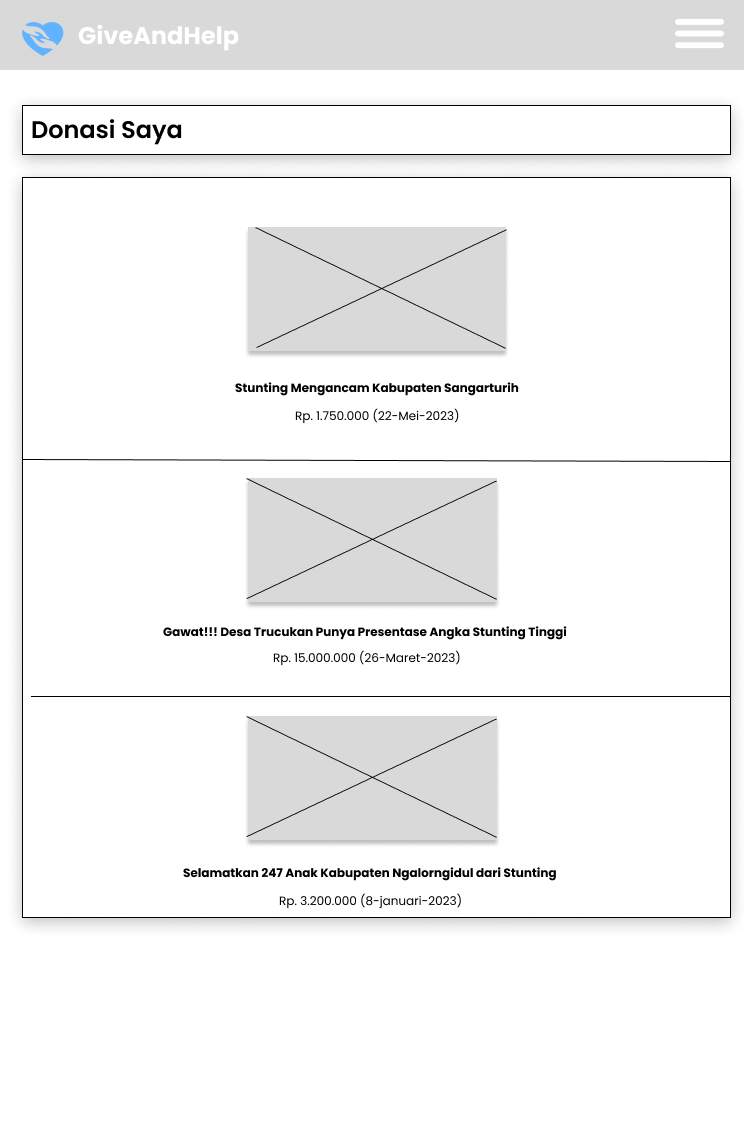 GiveAndHelp
Donasi Saya
Stunting Mengancam Kabupaten Sangarturih
Rp. 1.750.000 (22-Mei-2023)
Gawat!!! Desa Trucukan Punya Presentase Angka Stunting Tinggi
Rp. 15.000.000 (26-Maret-2023)
Selamatkan 247 Anak Kabupaten Ngalorngidul dari Stunting
Rp. 3.200.000 (8-januari-2023)